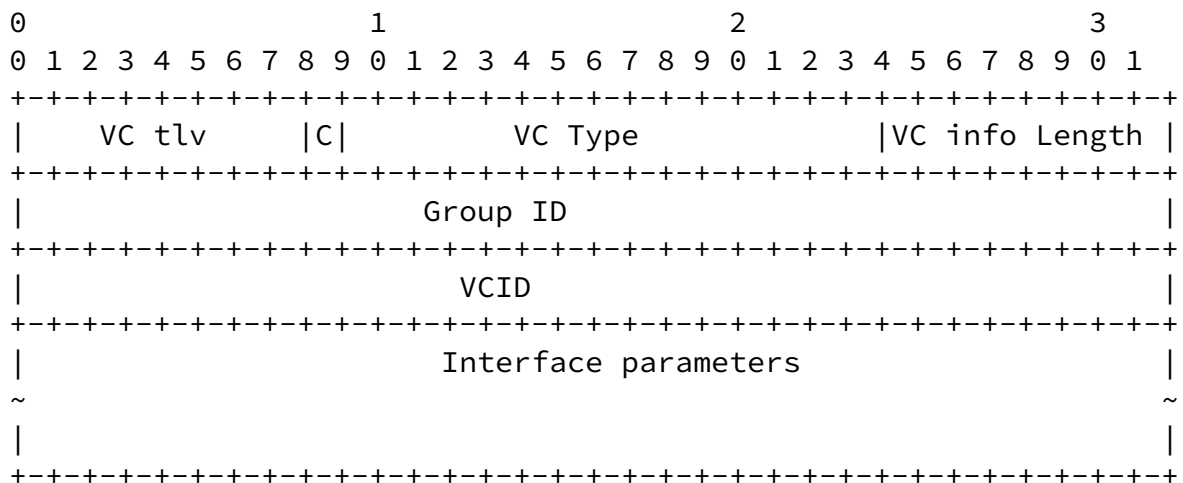 0                   1                   2                   3
0 1 2 3 4 5 6 7 8 9 0 1 2 3 4 5 6 7 8 9 0 1 2 3 4 5 6 7 8 9 0 1
+-+-+-+-+-+-+-+-+-+-+-+-+-+-+-+-+-+-+-+-+-+-+-+-+-+-+-+-+-+-+-+-+
|    VC tlv     |C|         VC Type             |VC info Length |
+-+-+-+-+-+-+-+-+-+-+-+-+-+-+-+-+-+-+-+-+-+-+-+-+-+-+-+-+-+-+-+-+
|                      Group ID                                 |
+-+-+-+-+-+-+-+-+-+-+-+-+-+-+-+-+-+-+-+-+-+-+-+-+-+-+-+-+-+-+-+-+
|                        VCID                                   |
+-+-+-+-+-+-+-+-+-+-+-+-+-+-+-+-+-+-+-+-+-+-+-+-+-+-+-+-+-+-+-+-+
|                       Interface parameters                    |
~                                                               ~
|                                                               |
+-+-+-+-+-+-+-+-+-+-+-+-+-+-+-+-+-+-+-+-+-+-+-+-+-+-+-+-+-+-+-+-+